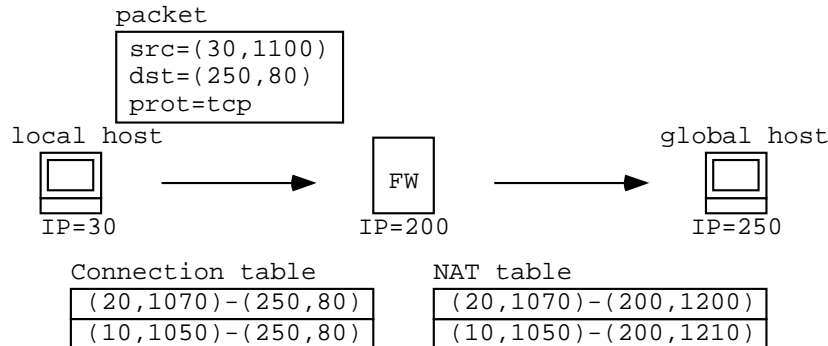 packet
src=(30,1100)
dst=(250,80)
prot=tcp
local host
global host
FW
IP=30
IP=200
IP=250
Connection table
NAT table
(20,1070)-(250,80)
(20,1070)-(200,1200)
(10,1050)-(250,80)
(10,1050)-(200,1210)